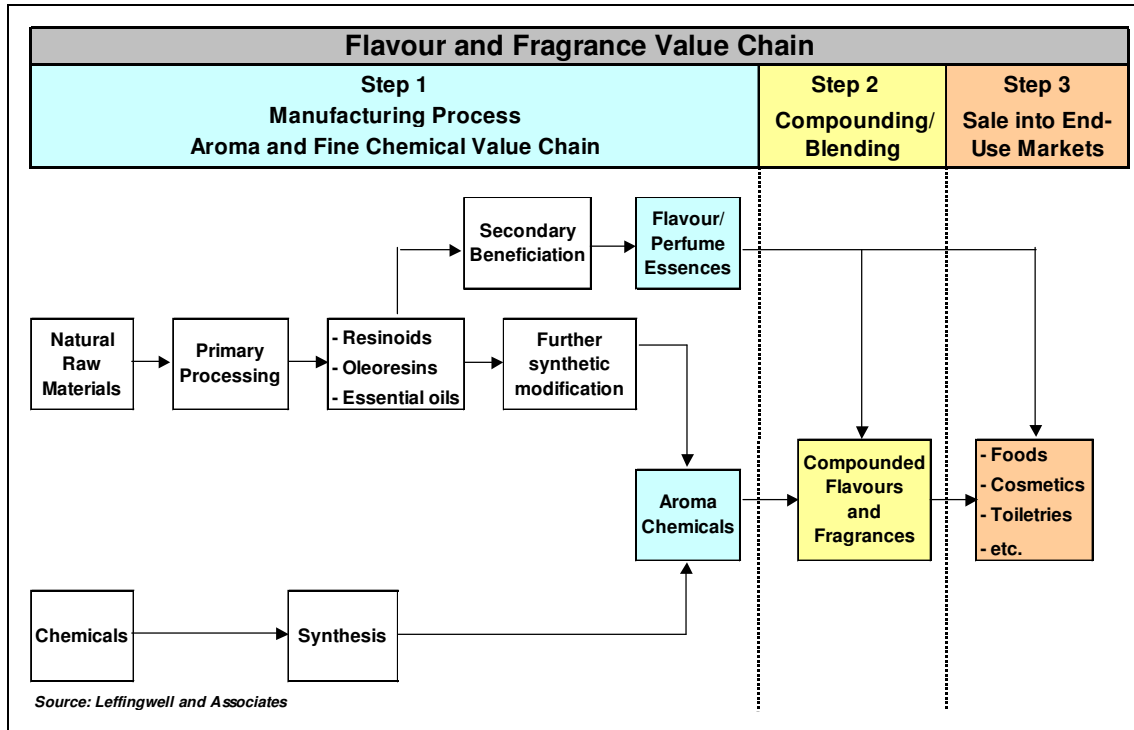 Flavour and Fragrance Value Chain
Step 1
Manufacturing Process
Aroma and Fine Chemical Value Chain
Step 2
Compounding/
Blending
Step 3
Sale into End-
Use Markets
Secondary
Beneficiation
Flavour/
Perfume
Essences
Natural
Raw
Materials
Primary
Processing
- Resinoids
- Oleoresins
- Essential oils
Further
synthetic
modification
Aroma
Chemicals
Compounded
Flavours
and
Fragrances
- Foods
- Cosmetics
- Toiletries
- etc.
Chemicals
Synthesis
Source: Leffingwell and Associates